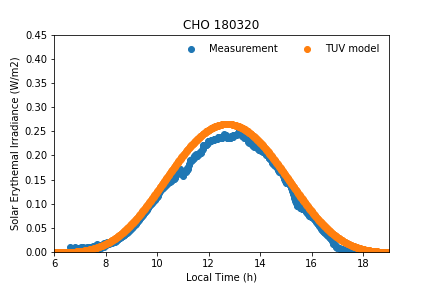 CHO 180320
Measurement
TUV model
Solar Erythemal Irradiance (W/m2)
0.45
0.40
0.35
0.30
0.25
0.20
0.15
0.10
0.05
0.00
6 8 10 12 14 16 18
Local Time (h)